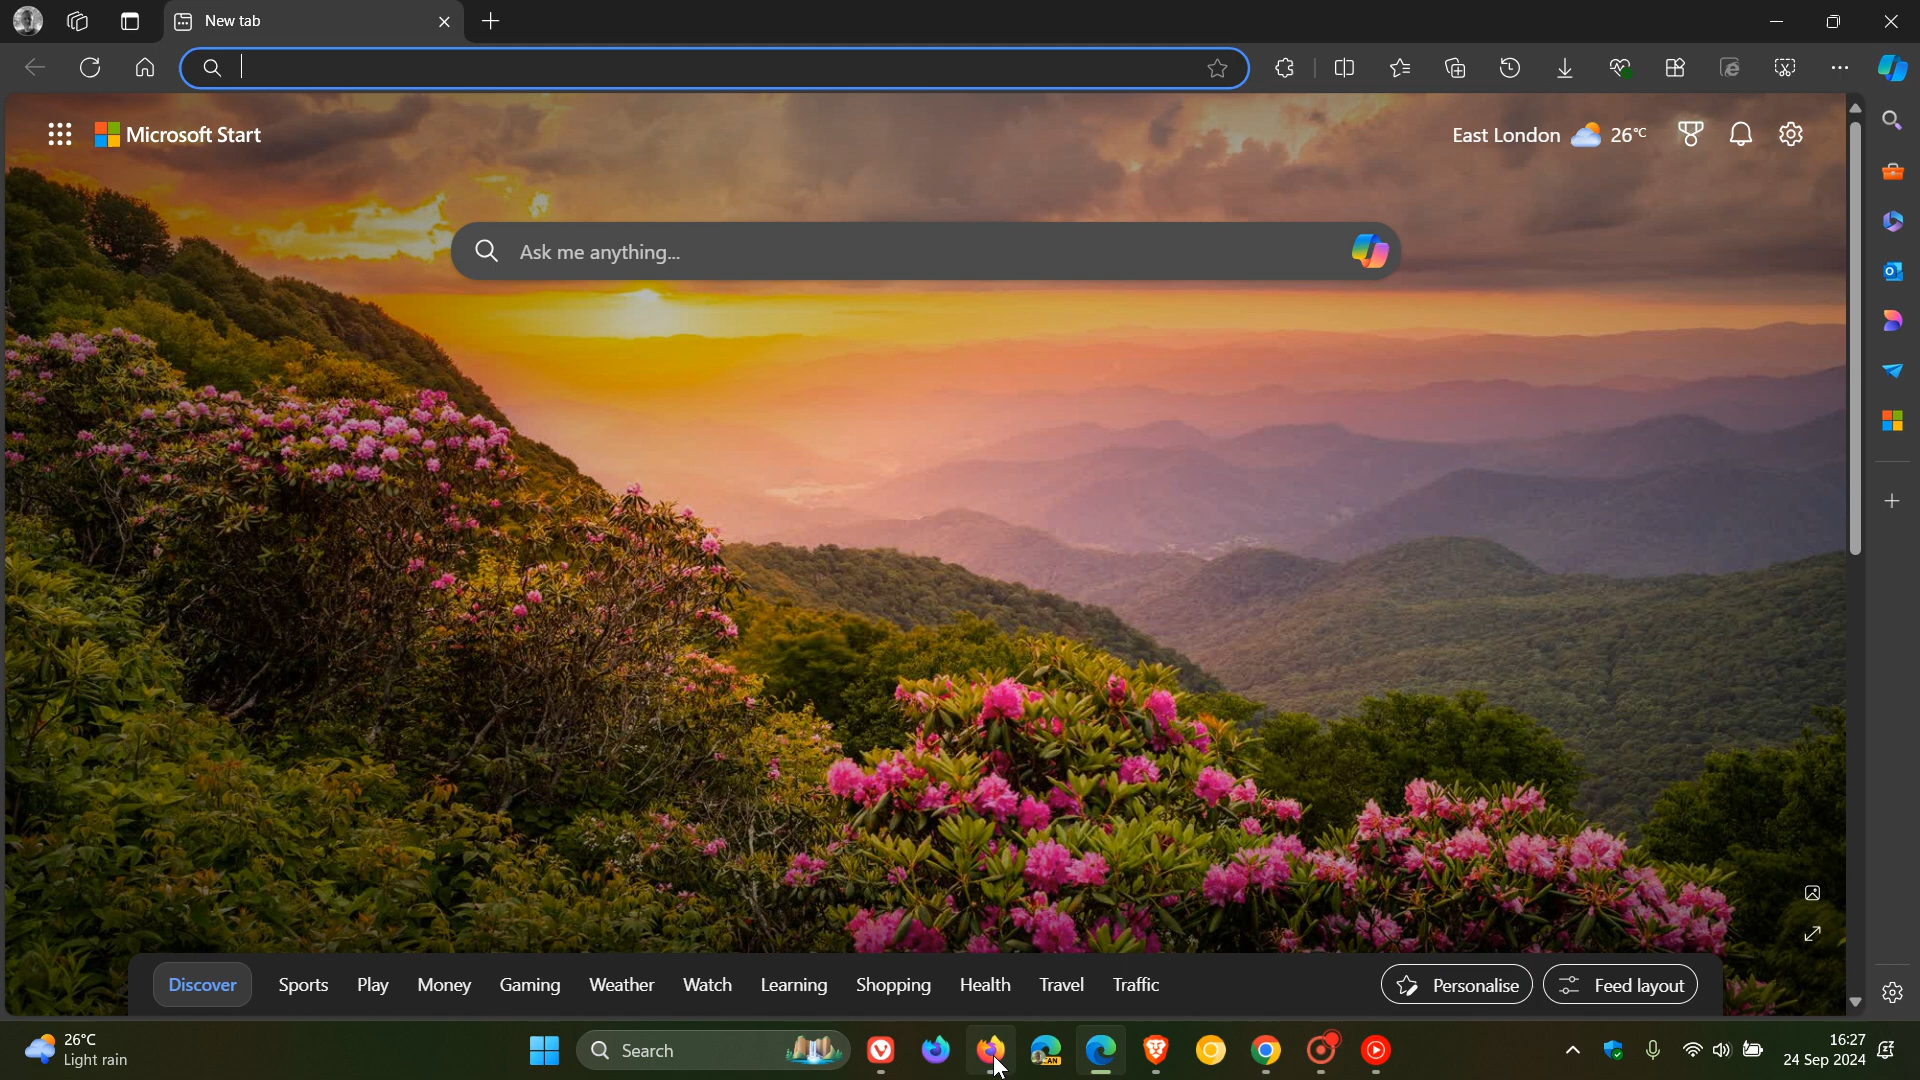 New tab
Microsoft Start
East London 26°C
Ask me anything...
Discover Sports Play Money Gaming Weather Watch Learning Shopping Health Travel Traffic Personalise Feed layout
26°C
Light rain
Search
CAN
16:27
24 Sep 2024